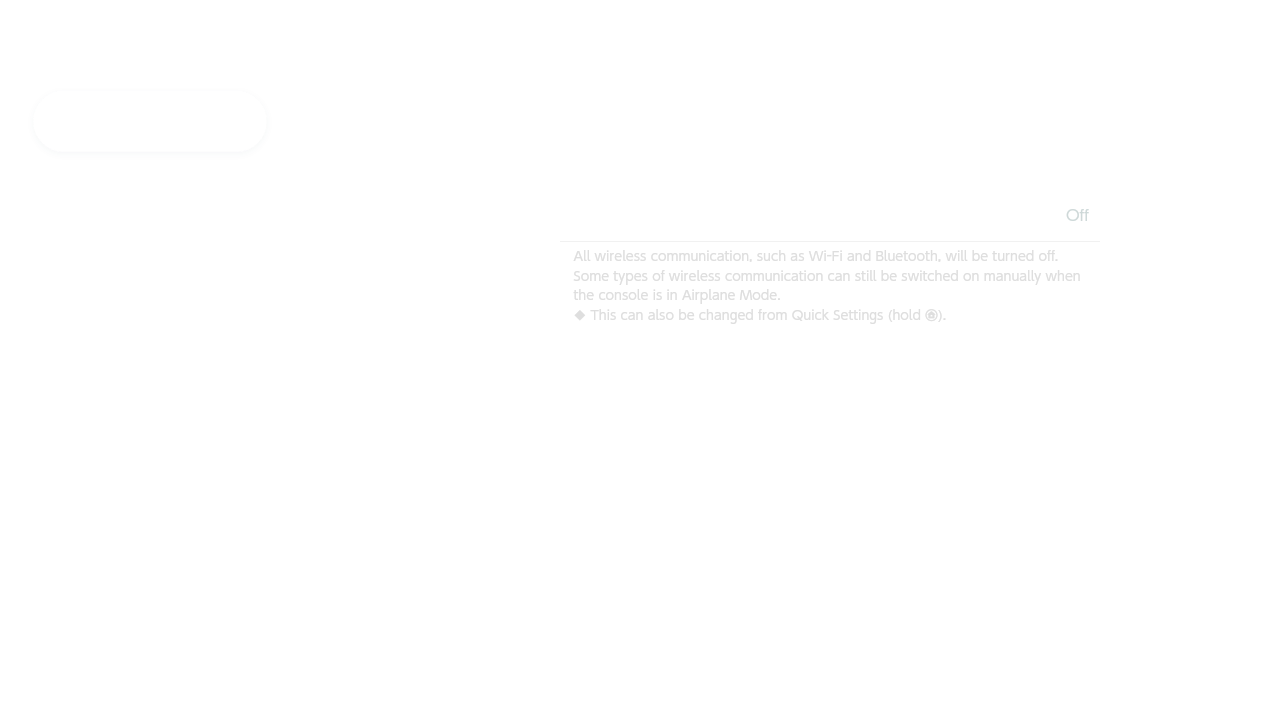 Off
All wireless communication, such as Wi-Fi and Bluetooth, will be turned off.
Some types of wireless communication can still be switched on manually when
the console is in Airplane Mode.
◆ This can also be changed from Quick Settings (hold ).